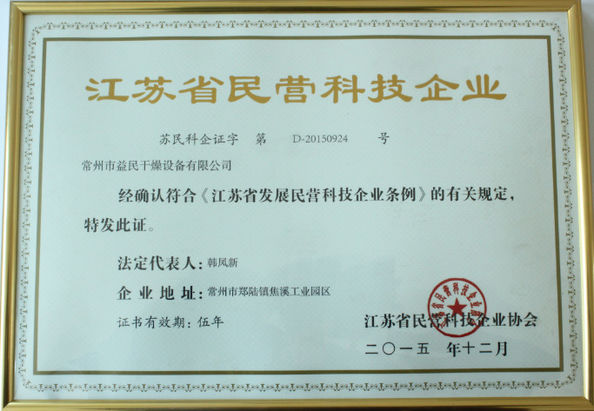 江苏省民营科技企业
苏民科企证字 第 D-20150924 号
常州市益民干燥设备有限公司
经确认符合《江苏省发展民营科技企业条例》的有关规定，
特发此证。
法定代表人：韩凤新
企业地址：常州市郑陆镇焦溪工业园区
证书有效期：伍年
江苏省民营科技企业协会
二〇一五 年十二月